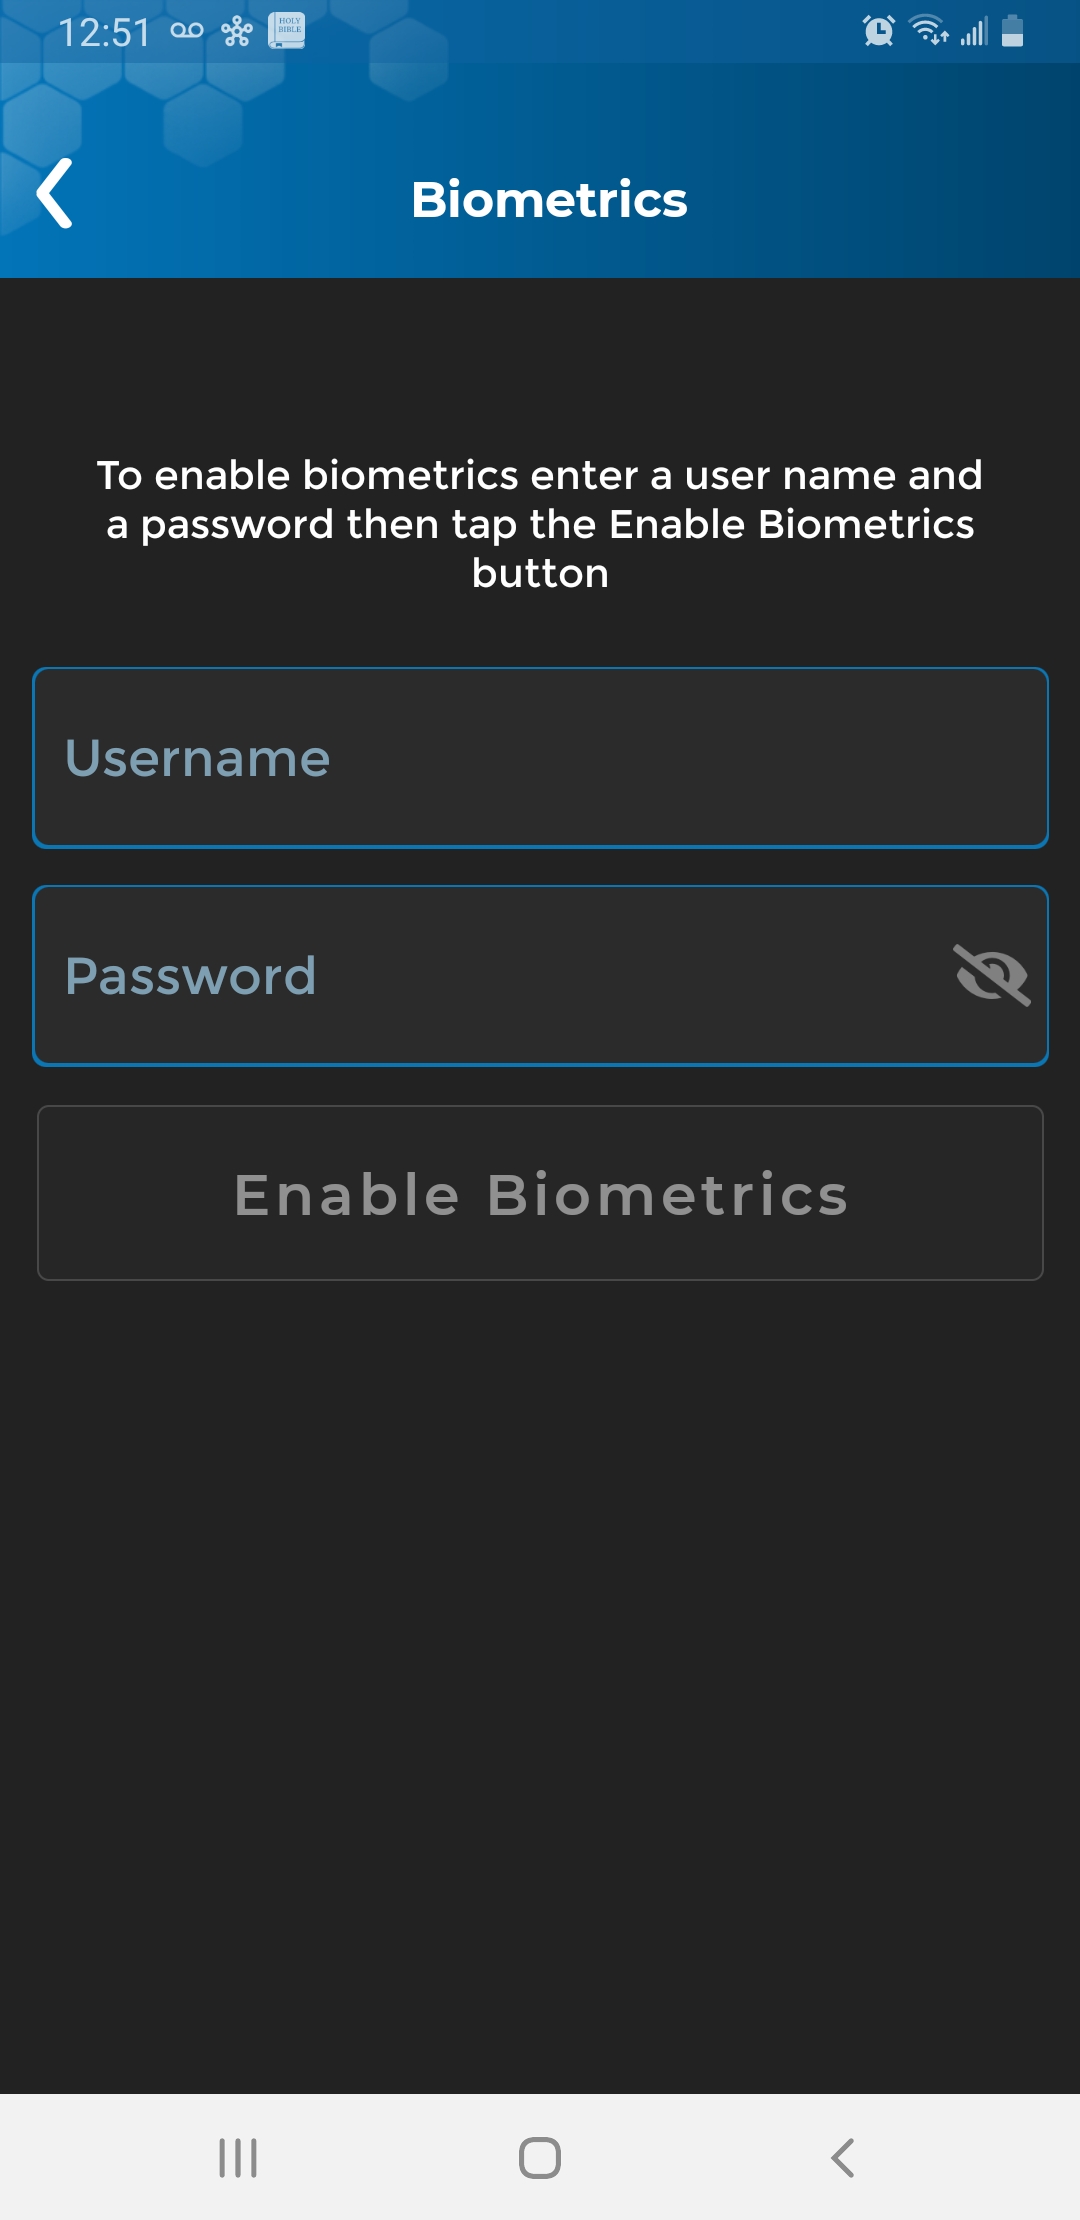 12:51
HOLY
BIBLE
Biometrics
To enable biometrics enter a user name and
a password then tap the Enable Biometrics
button
Username
Password
Enable Biometrics